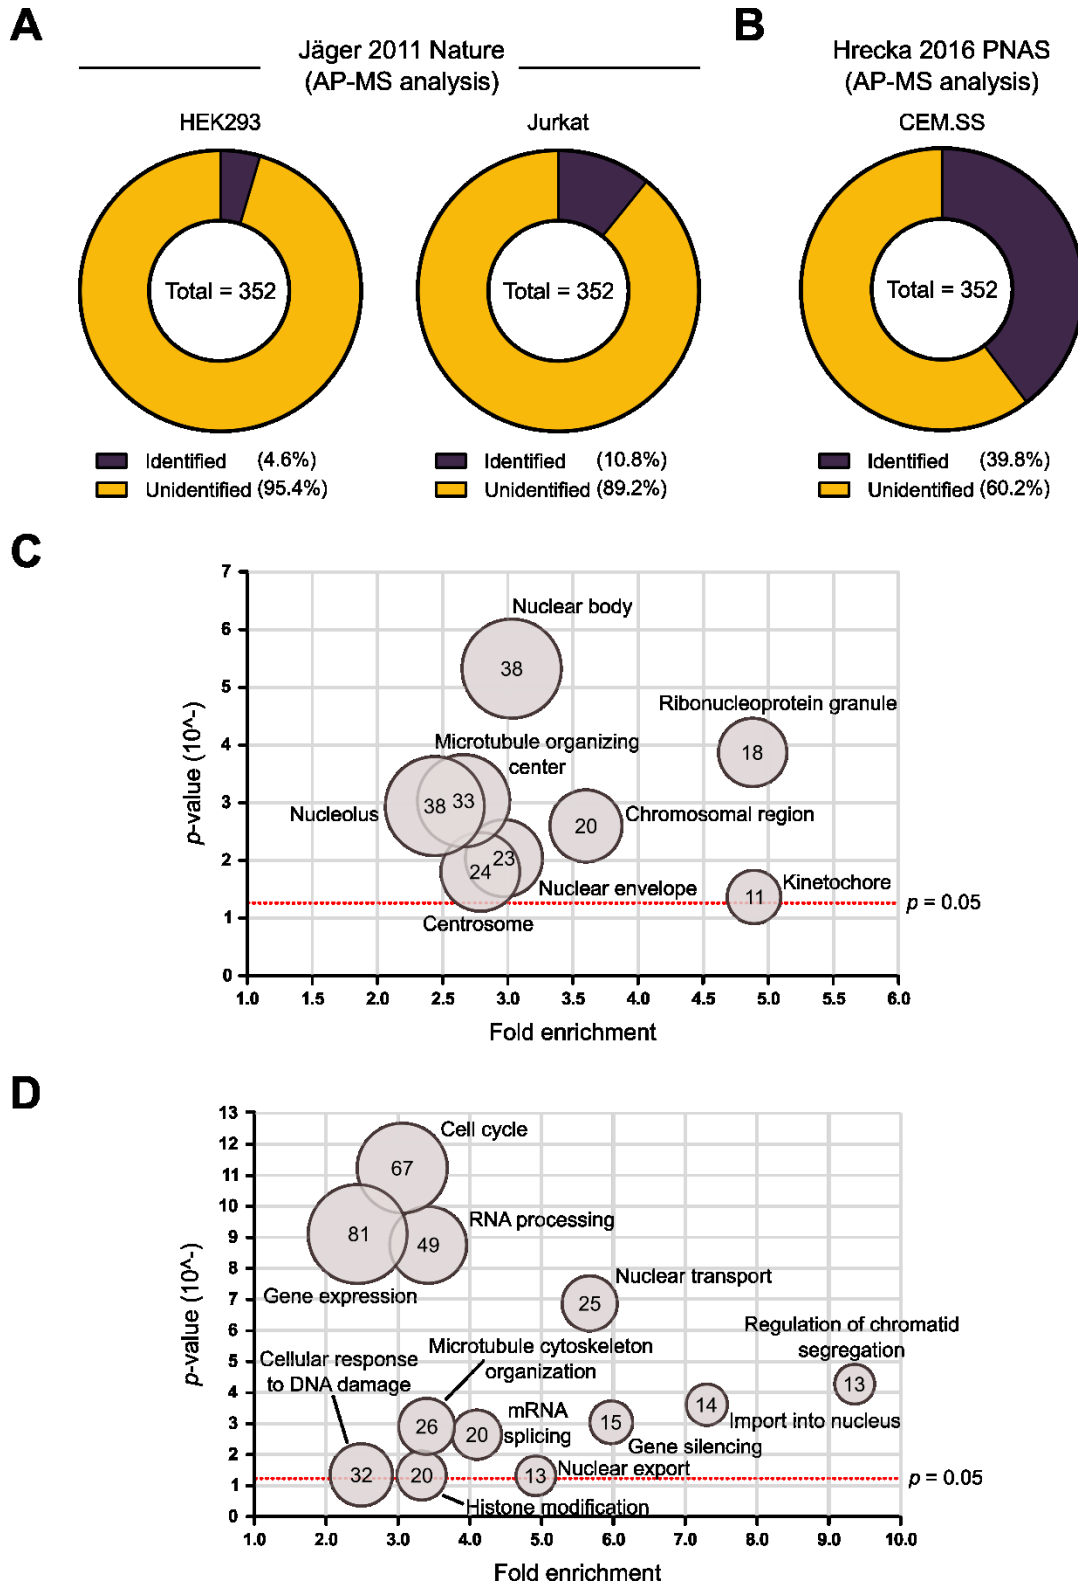 A
B
Jäger 2011 Nature
(AP-MS analysis)
Hrecka 2016 PNAS
(AP-MS analysis)
HEK293
Jurkat
CEM.SS
Total = 352
Total = 352
Total = 352
Identified (4.6%)
Unidentified (95.4%)
Identified (10.8%)
Unidentified (89.2%)
Identified (39.8%)
Unidentified (60.2%)
C
p-value (10^-)
7
6
5
4
3
2
1
0
Nuclear body
38
Ribonucleoprotein granule
18
Microtubule organizing
center
33
Nucleolus
38
Chromosomal region
20
23
Nuclear envelope
24
Centrosome
Kinetochore
11
p = 0.05
1.0 1.5 2.0 2.5 3.0 3.5 4.0 4.5 5.0 5.5 6.0
Fold enrichment
D
p-value (10^-)
13
12
11
10
9
8
7
6
5
4
3
2
1
0
Cell cycle
67
RNA processing
49
81
Gene expression
Nuclear transport
25
Regulation of chromatid
segregation
13
Microtubule cytoskeleton
organization
26
Cellular response
to DNA damage
32
mRNA
splicing
20
15
Gene silencing
14
Import into nucleus
20
Histone modification
13
Nuclear export
p = 0.05
1.0 2.0 3.0 4.0 5.0 6.0 7.0 8.0 9.0 10.0
Fold enrichment